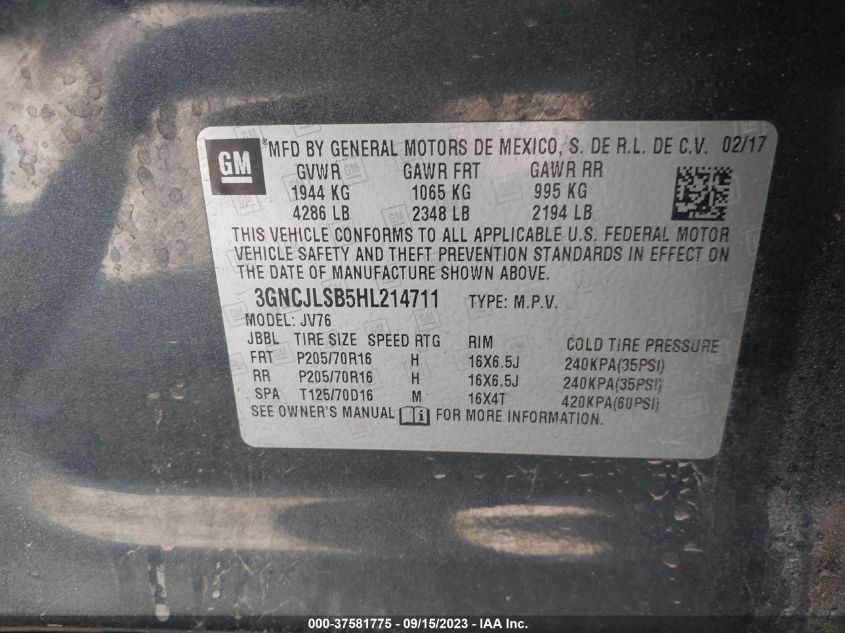 GM ® MFD BY GENERAL MOTORS DE MEXICO, S. DE R.L. DE C.V. 02/17
GVWR GAWR FRT GAWR RR
1944 KG 1065 KG 995 KG
4286 LB 2348 LB 2194 LB
THIS VEHICLE CONFORMS TO ALL APPLICABLE U.S. FEDERAL MOTOR
VEHICLE SAFETY AND THEFT PREVENTION STANDARDS IN EFFECT ON
THE DATE OF MANUFACTURE SHOWN ABOVE.
3GNCJLSB5HL214711 TYPE: M.P.V.
MODEL: JV76
JBBL TIRE SIZE SPEED RTG RIM COLD TIRE PRESSURE
FRT P205/70R16 H 16X6.5J 240KPA(35PSI)
RR P205/70R16 H 16X6.5J 240KPA(35PSI)
SPA T125/70D16 M 16X4T 420KPA(60PSI)
SEE OWNER'S MANUAL FOR MORE INFORMATION.
000-37581775 - 09/15/2023 - IAA Inc.